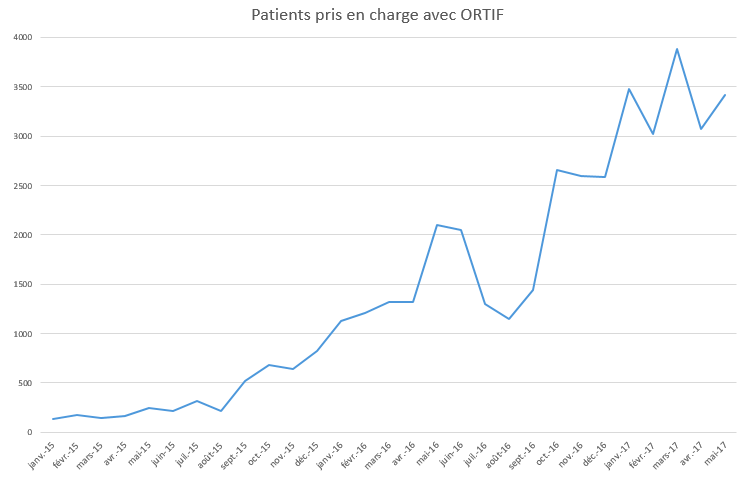 Patients pris en charge avec ORTIF
4000
3500
3000
2500
2000
1500
1000
500
0
janv.-15
févr.-15
mars-15
avr.-15
mai-15
juin-15
juil.-15
août-15
sept.-15
oct.-15
nov.-15
déc.-15
janv.-16
févr.-16
mars-16
avr.-16
mai-16
juin-16
juil.-16
août-16
sept.-16
oct.-16
nov.-16
déc.-16
janv.-17
févr.-17
mars-17
avr.-17
mai-17